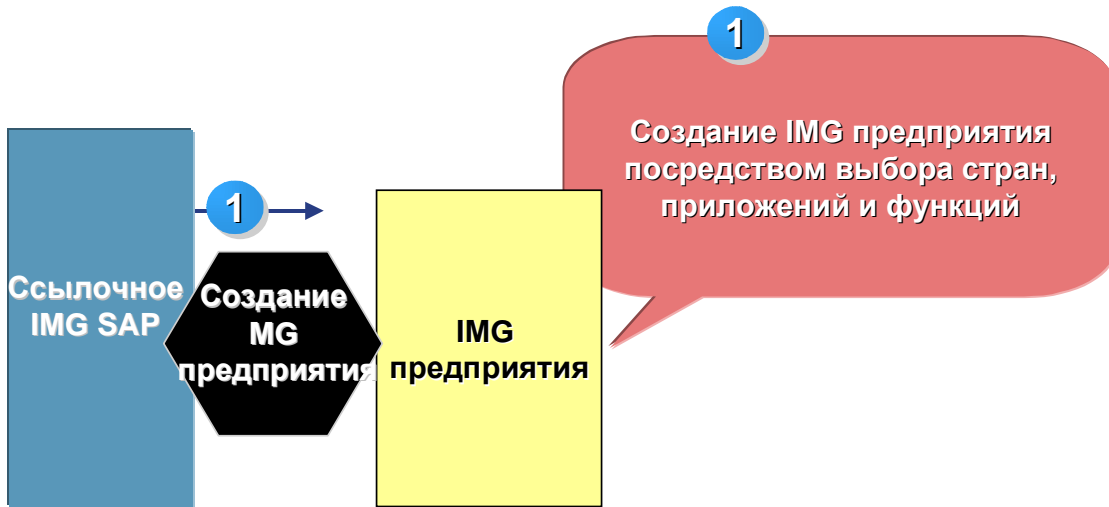 1
Создание IMG предприятия
посредством выбора стран,
приложений и функций
1
Ссылочное
IMG SAP
Создание
MG
предприятия
IMG
предприятия